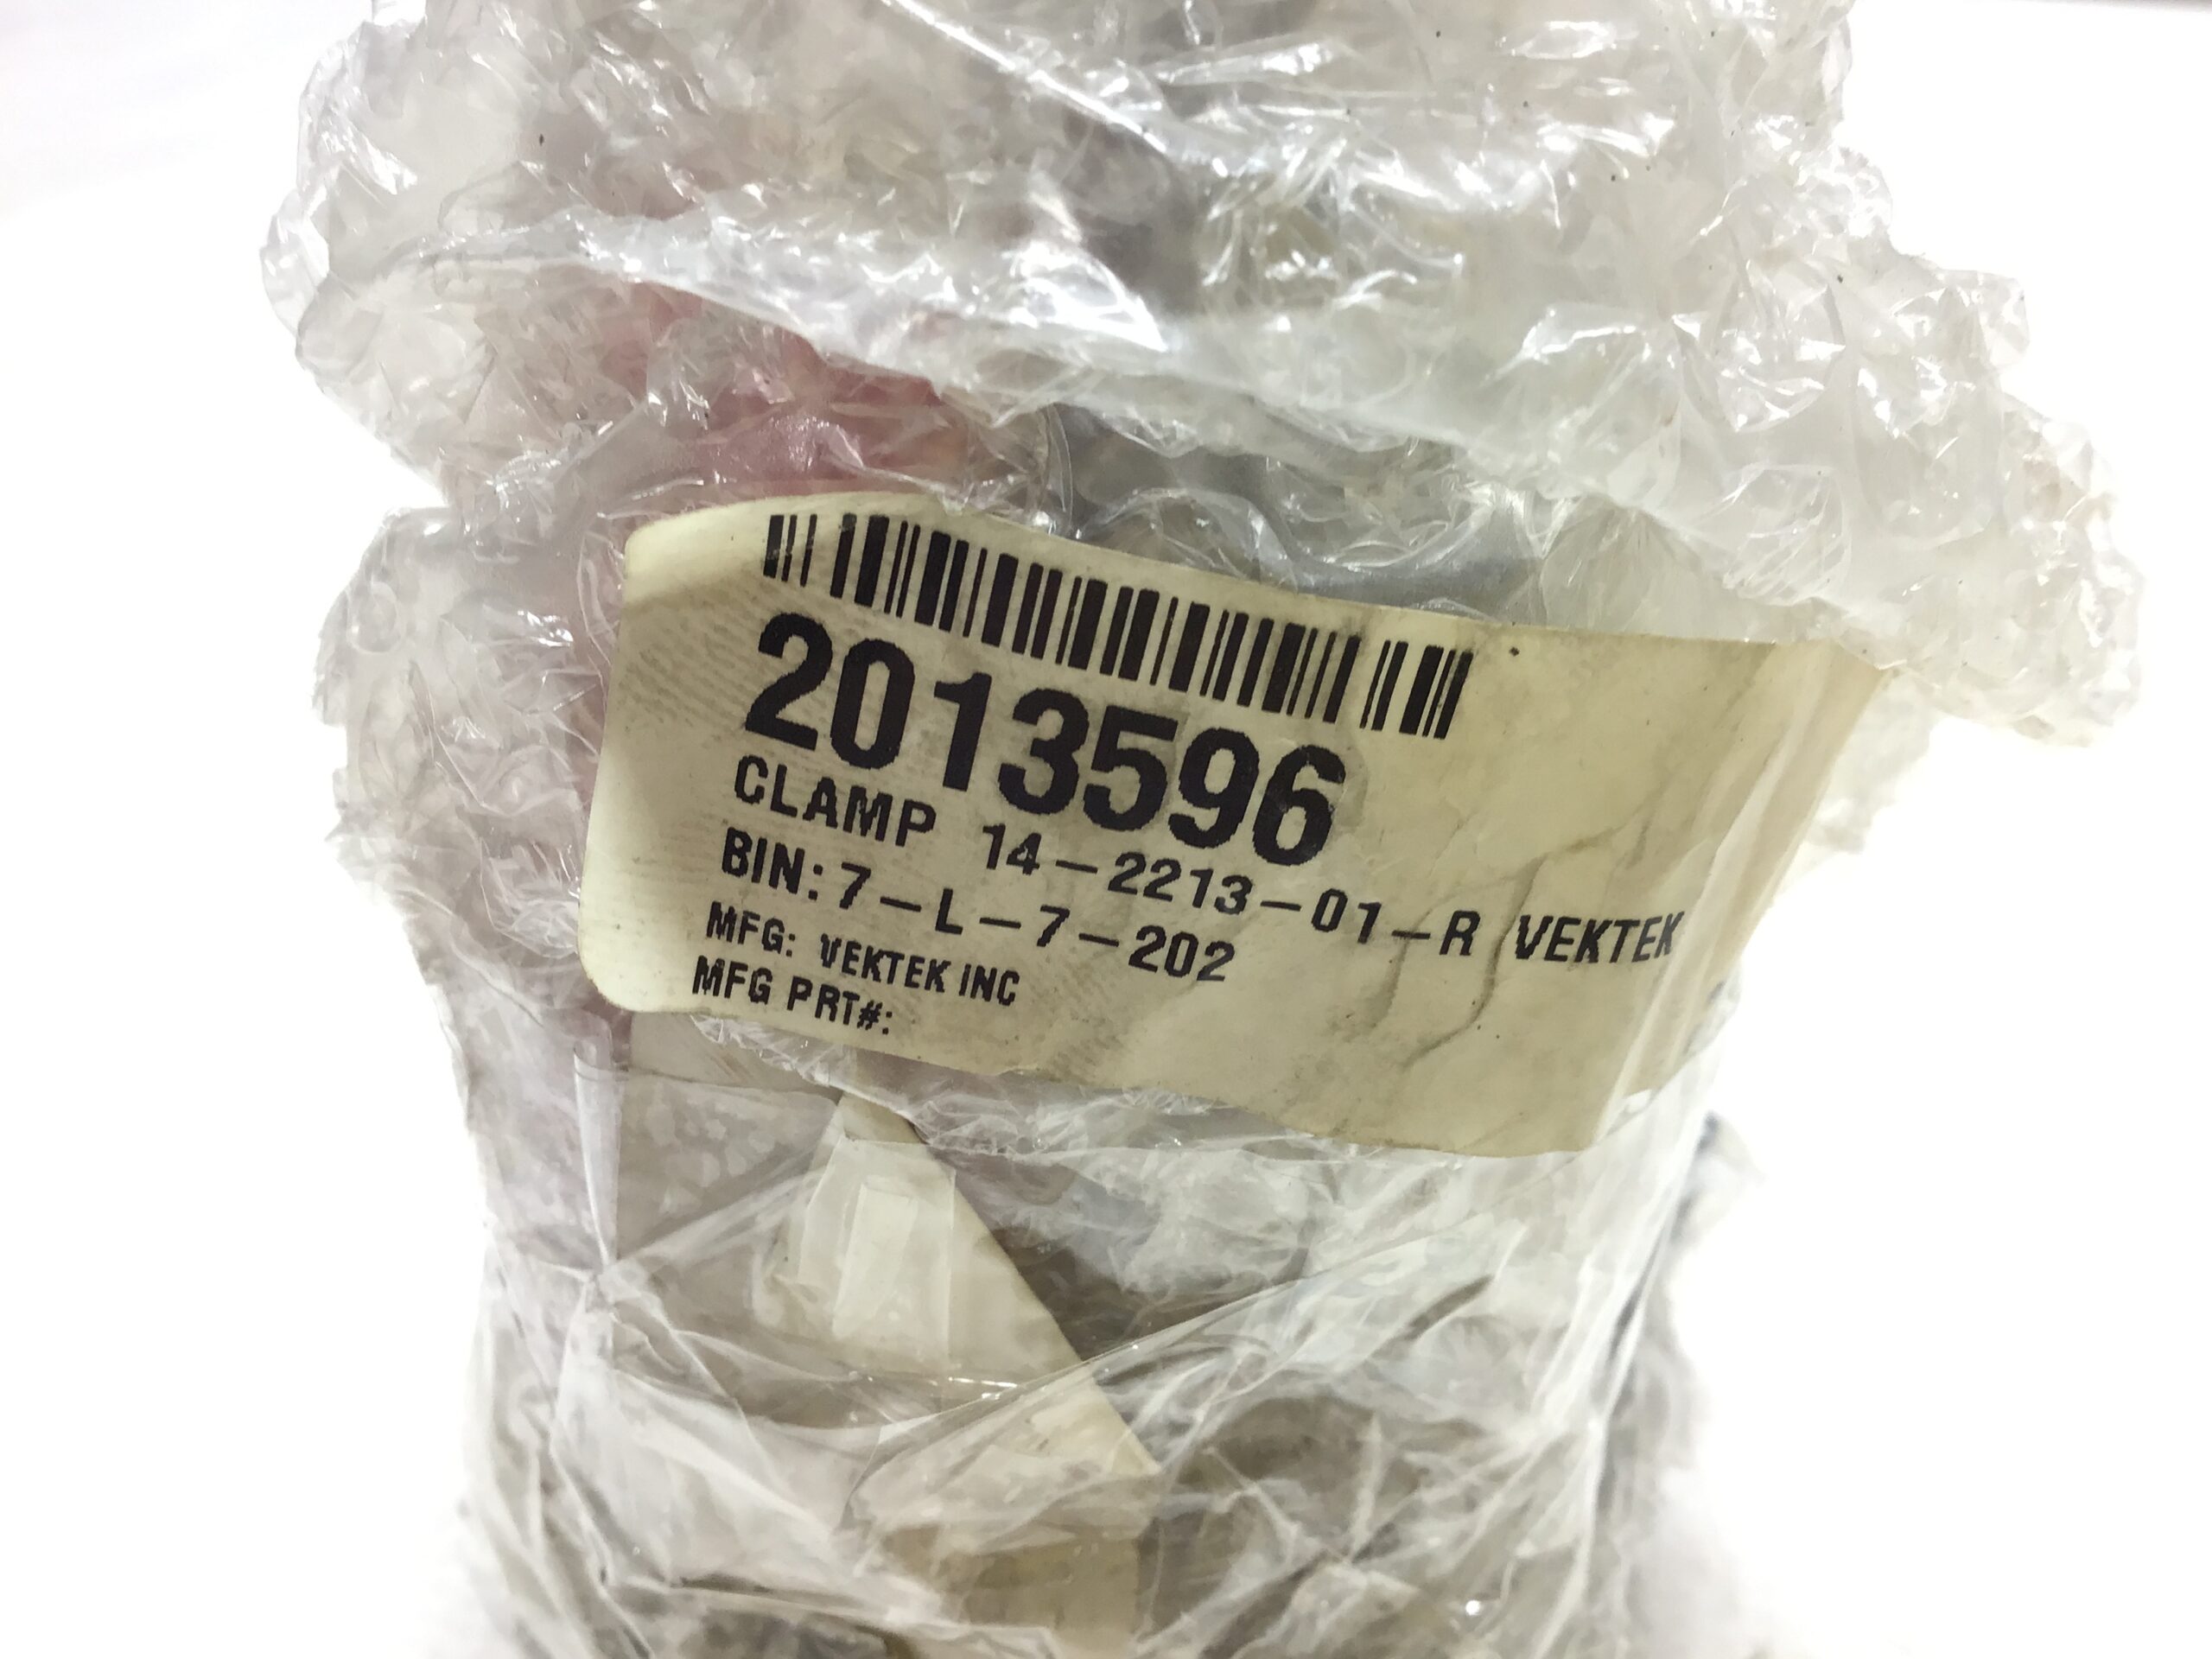 2013596
CLAMP 14-2213-01-R VEKTEK
BIN: 7-L-7-202
MFG: VEKTEK INC
MFG PRT#: